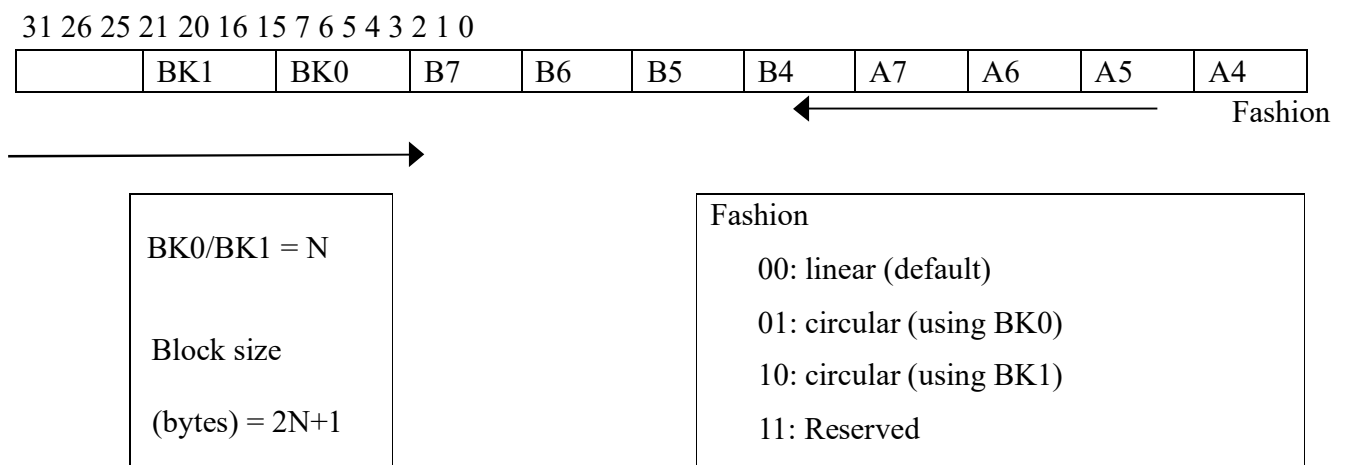 31 26 25 21 20 16 15 7 6 5 4 3 2 1 0
BK1 BK0 B7 B6 B5 B4 A7 A6 A5 A4
Fashion
BK0/BK1 = N
Block size
(bytes) = 2N+1
Fashion
00: linear (default)
01: circular (using BK0)
10: circular (using BK1)
11: Reserved